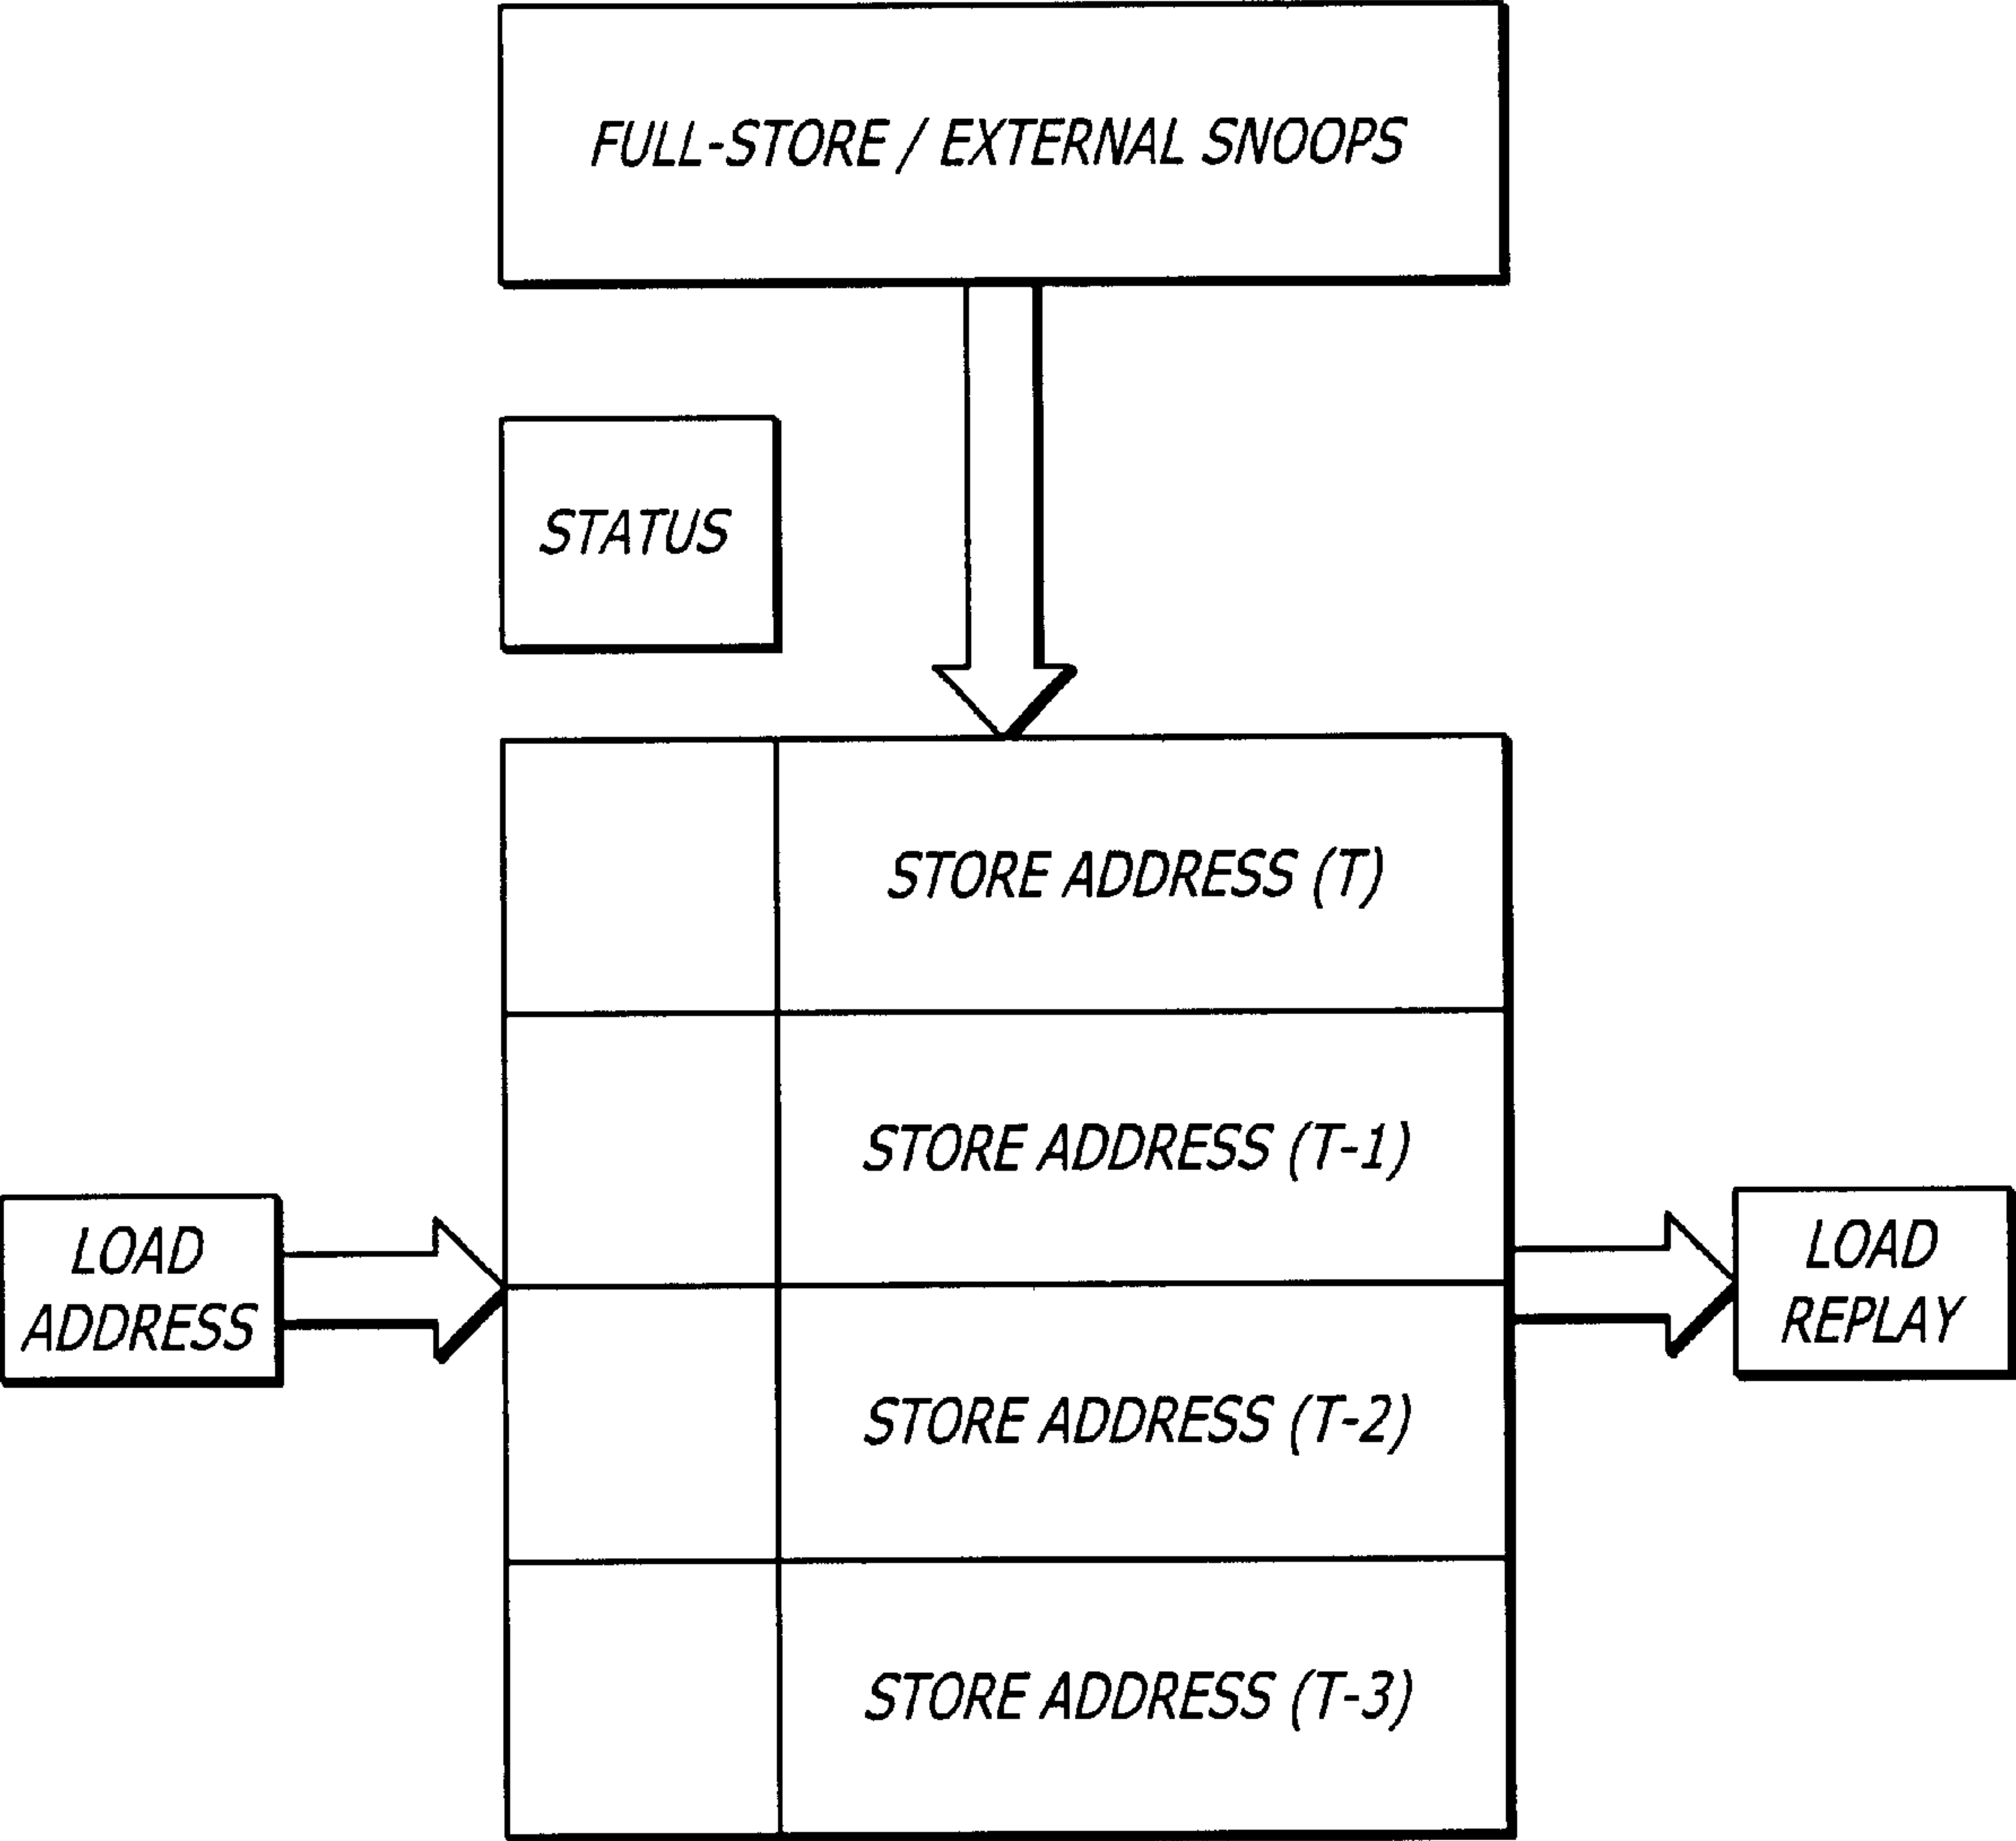 FULL-STORE / EXTERNAL SNOOPS
STATUS
STORE ADDRESS (T)
STORE ADDRESS (T-1)
LOAD
ADDRESS
LOAD
REPLAY
STORE ADDRESS (T-2)
STORE ADDRESS (T-3)